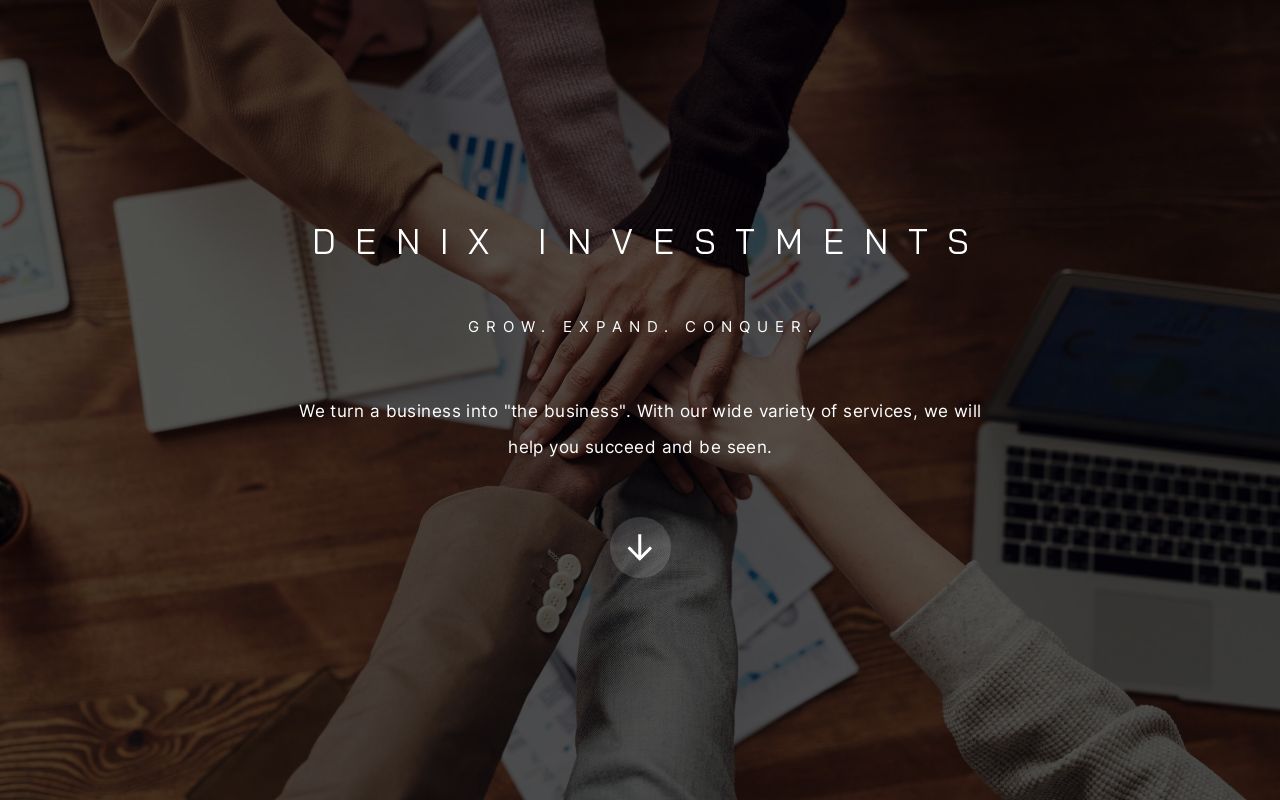 DENIX INVESTMENTS
GROW. EXPAND. CONQUER.
We turn a business into "the business". With our wide variety of services, we will
help you succeed and be seen.